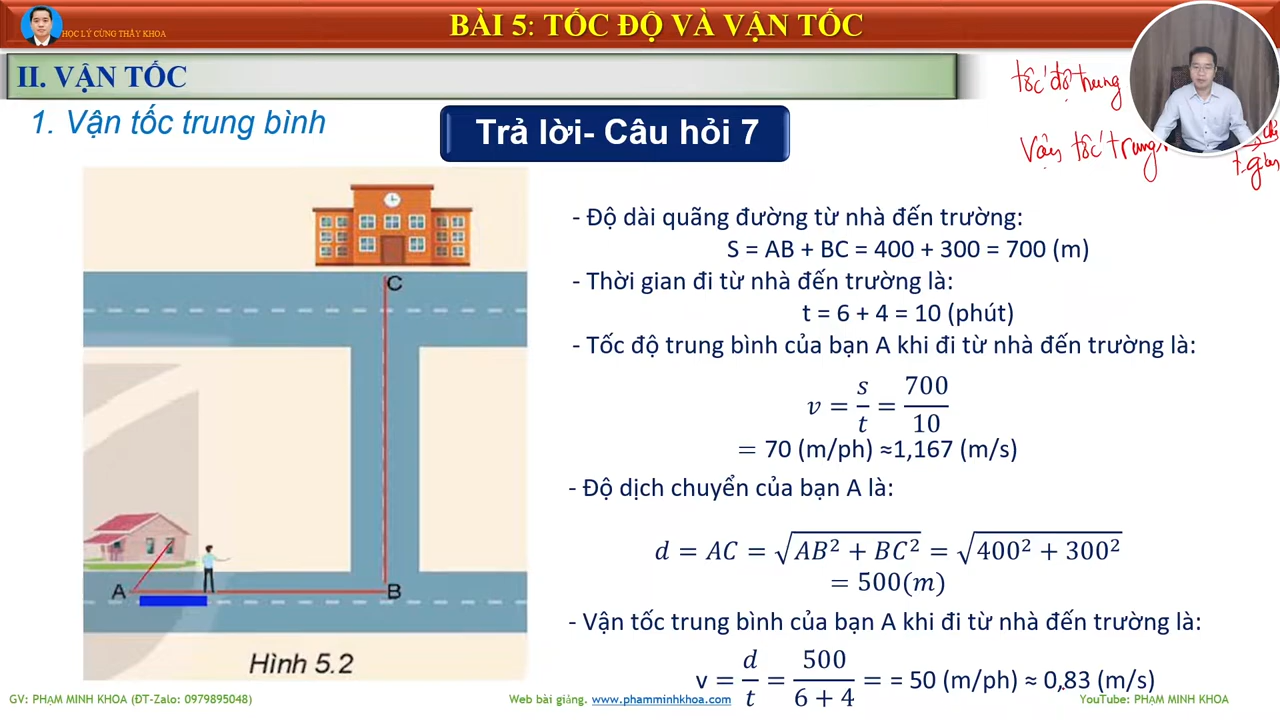 HỌC LÝ CÙNG THẦY KHOA
BÀI 5: TỐC ĐỘ VÀ VẬN TỐC
II. VẬN TỐC
tốc độ trung
1. Vận tốc trung bình
Trả lời- Câu hỏi 7
Vận tốc trung
- Độ dài quãng đường từ nhà đến trường:
S = AB + BC = 400 + 300 = 700 (m)
- Thời gian đi từ nhà đến trường là:
t = 6 + 4 = 10 (phút)
- Tốc độ trung bình của bạn A khi đi từ nhà đến trường là:
v = s/t = 700/10
= 70 (m/ph) ≈1,167 (m/s)
- Độ dịch chuyển của bạn A là:
d = AC = √(AB² + BC²) = √(400² + 300²)
= 500(m)
- Vận tốc trung bình của bạn A khi đi từ nhà đến trường là:
v = d/t = 500/(6 + 4) = = 50 (m/ph) ≈ 0,83 (m/s)
C
A
B
Hình 5.2
GV: PHẠM MINH KHOA (ĐT-Zalo: 0979895048)
Web bài giảng. www.phamminhkhoa.com
YouTube: PHẠM MINH KHOA